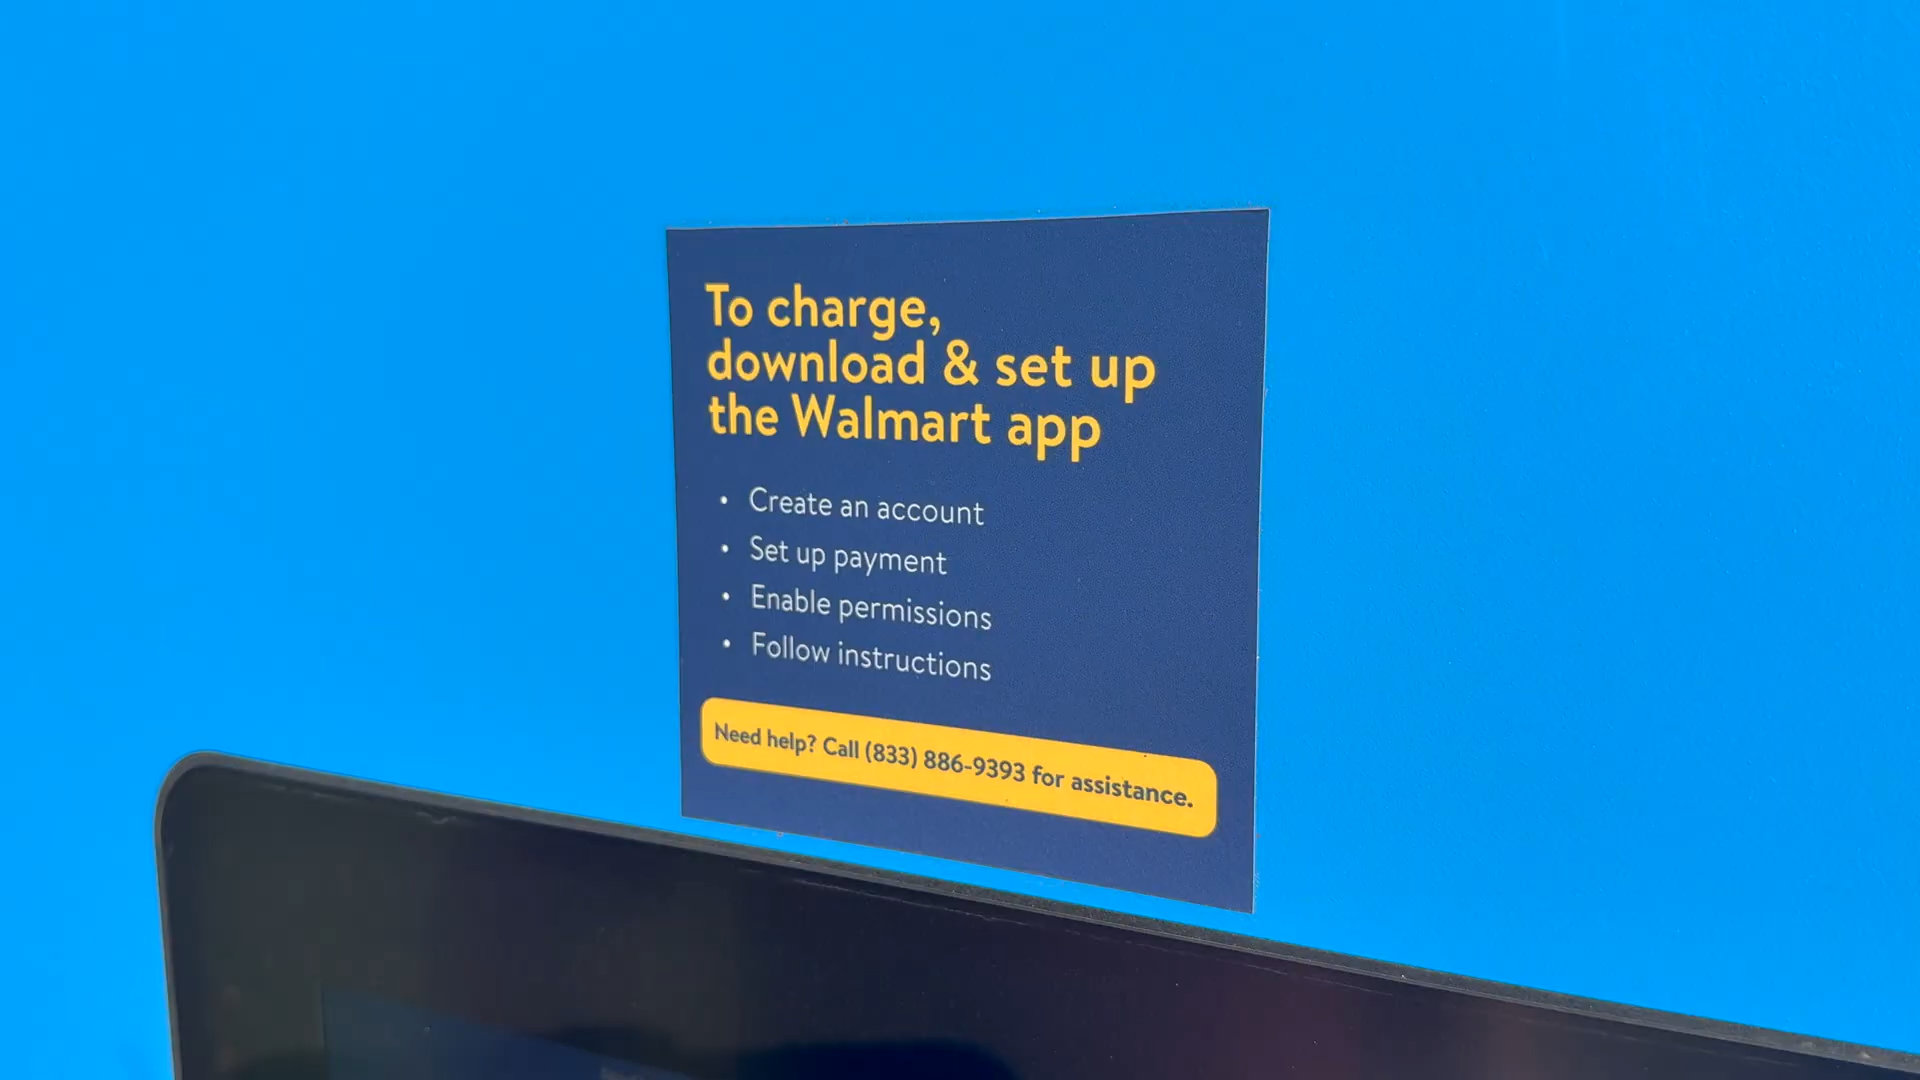 To charge,
download & set up
the Walmart app
• Create an account
• Set up payment
• Enable permissions
• Follow instructions
Need help? Call (833) 886-9393 for assistance.